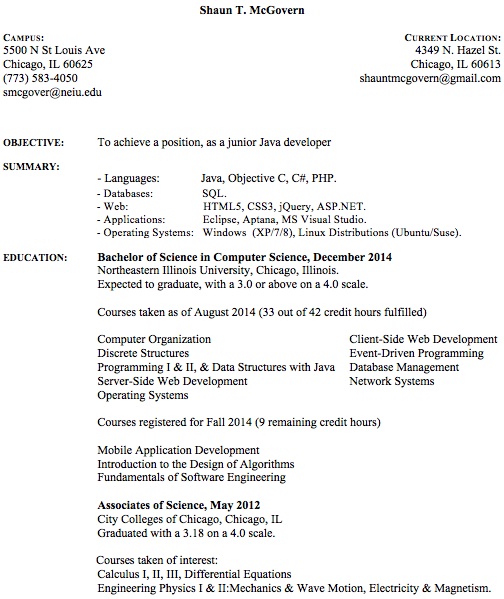 Shaun T. McGovern
CAMPUS:
5500 N St Louis Ave
Chicago, IL 60625
(773) 583-4050
smcgover@neiu.edu
CURRENT LOCATION:
4349 N. Hazel St.
Chicago, IL 60613
shauntmcgovern@gmail.com
OBJECTIVE: To achieve a position, as a junior Java developer
SUMMARY:
- Languages: Java, Objective C, C#, PHP.
- Databases: SQL.
- Web: HTML5, CSS3, jQuery, ASP.NET.
- Applications: Eclipse, Aptana, MS Visual Studio.
- Operating Systems: Windows (XP/7/8), Linux Distributions (Ubuntu/Suse).
EDUCATION: Bachelor of Science in Computer Science, December 2014
Northeastern Illinois University, Chicago, Illinois.
Expected to graduate, with a 3.0 or above on a 4.0 scale.
Courses taken as of August 2014 (33 out of 42 credit hours fulfilled)
Computer Organization
Discrete Structures
Programming I & II, & Data Structures with Java
Server-Side Web Development
Operating Systems
Client-Side Web Development
Event-Driven Programming
Database Management
Network Systems
Courses registered for Fall 2014 (9 remaining credit hours)
Mobile Application Development
Introduction to the Design of Algorithms
Fundamentals of Software Engineering
Associates of Science, May 2012
City Colleges of Chicago, Chicago, IL
Graduated with a 3.18 on a 4.0 scale.
Courses taken of interest:
Calculus I, II, III, Differential Equations
Engineering Physics I & II:Mechanics & Wave Motion, Electricity & Magnetism.